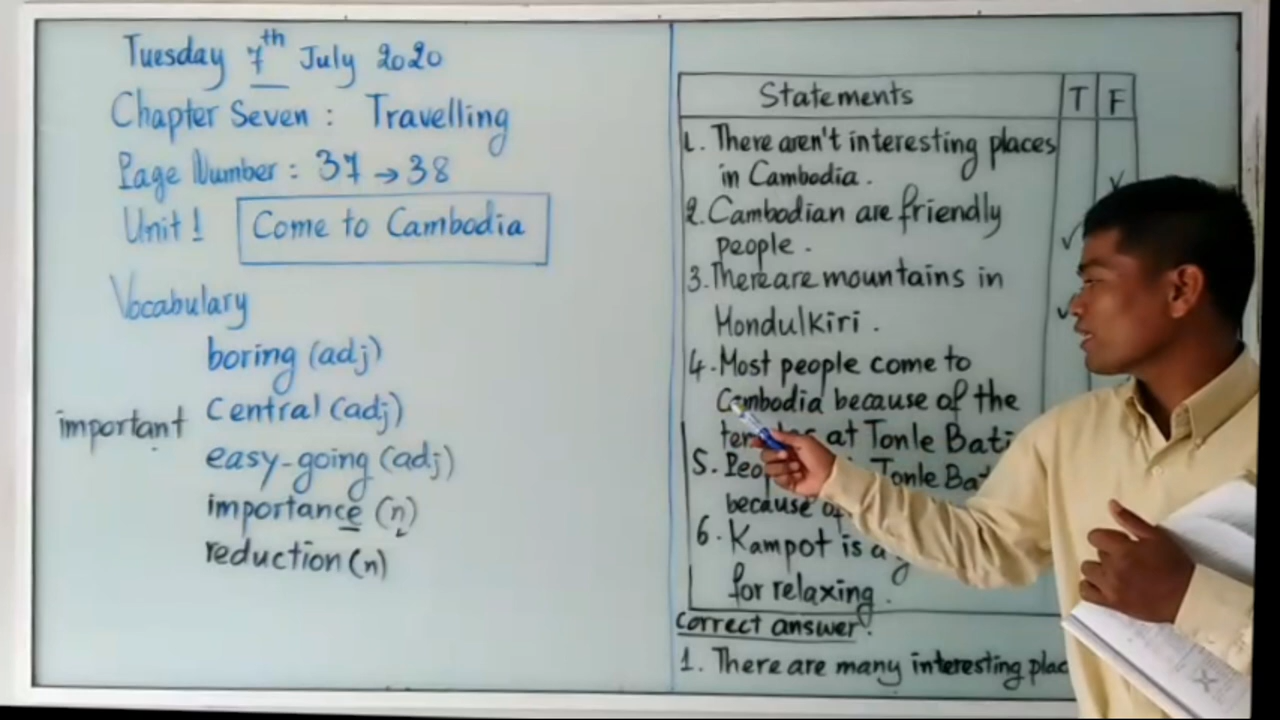 Tuesday 7th July 2020
Chapter Seven : Travelling
Page Number : 37 → 38
Unit 1 Come to Cambodia
Vocabulary
boring (adj)
important Central (adj)
easy-going (adj)
importance (n)
reduction (n)
Statements T F
1. There aren't interesting places
in Cambodia .
2. Cambodian are friendly
people .
3. There are mountains in
Mondulkiri .
4. Most people come to
Cambodia because of the
at Tonle Bati
5. Tonle
because of
6. Kampot is a
for relaxing .
Correct answer :
1. There are many interesting